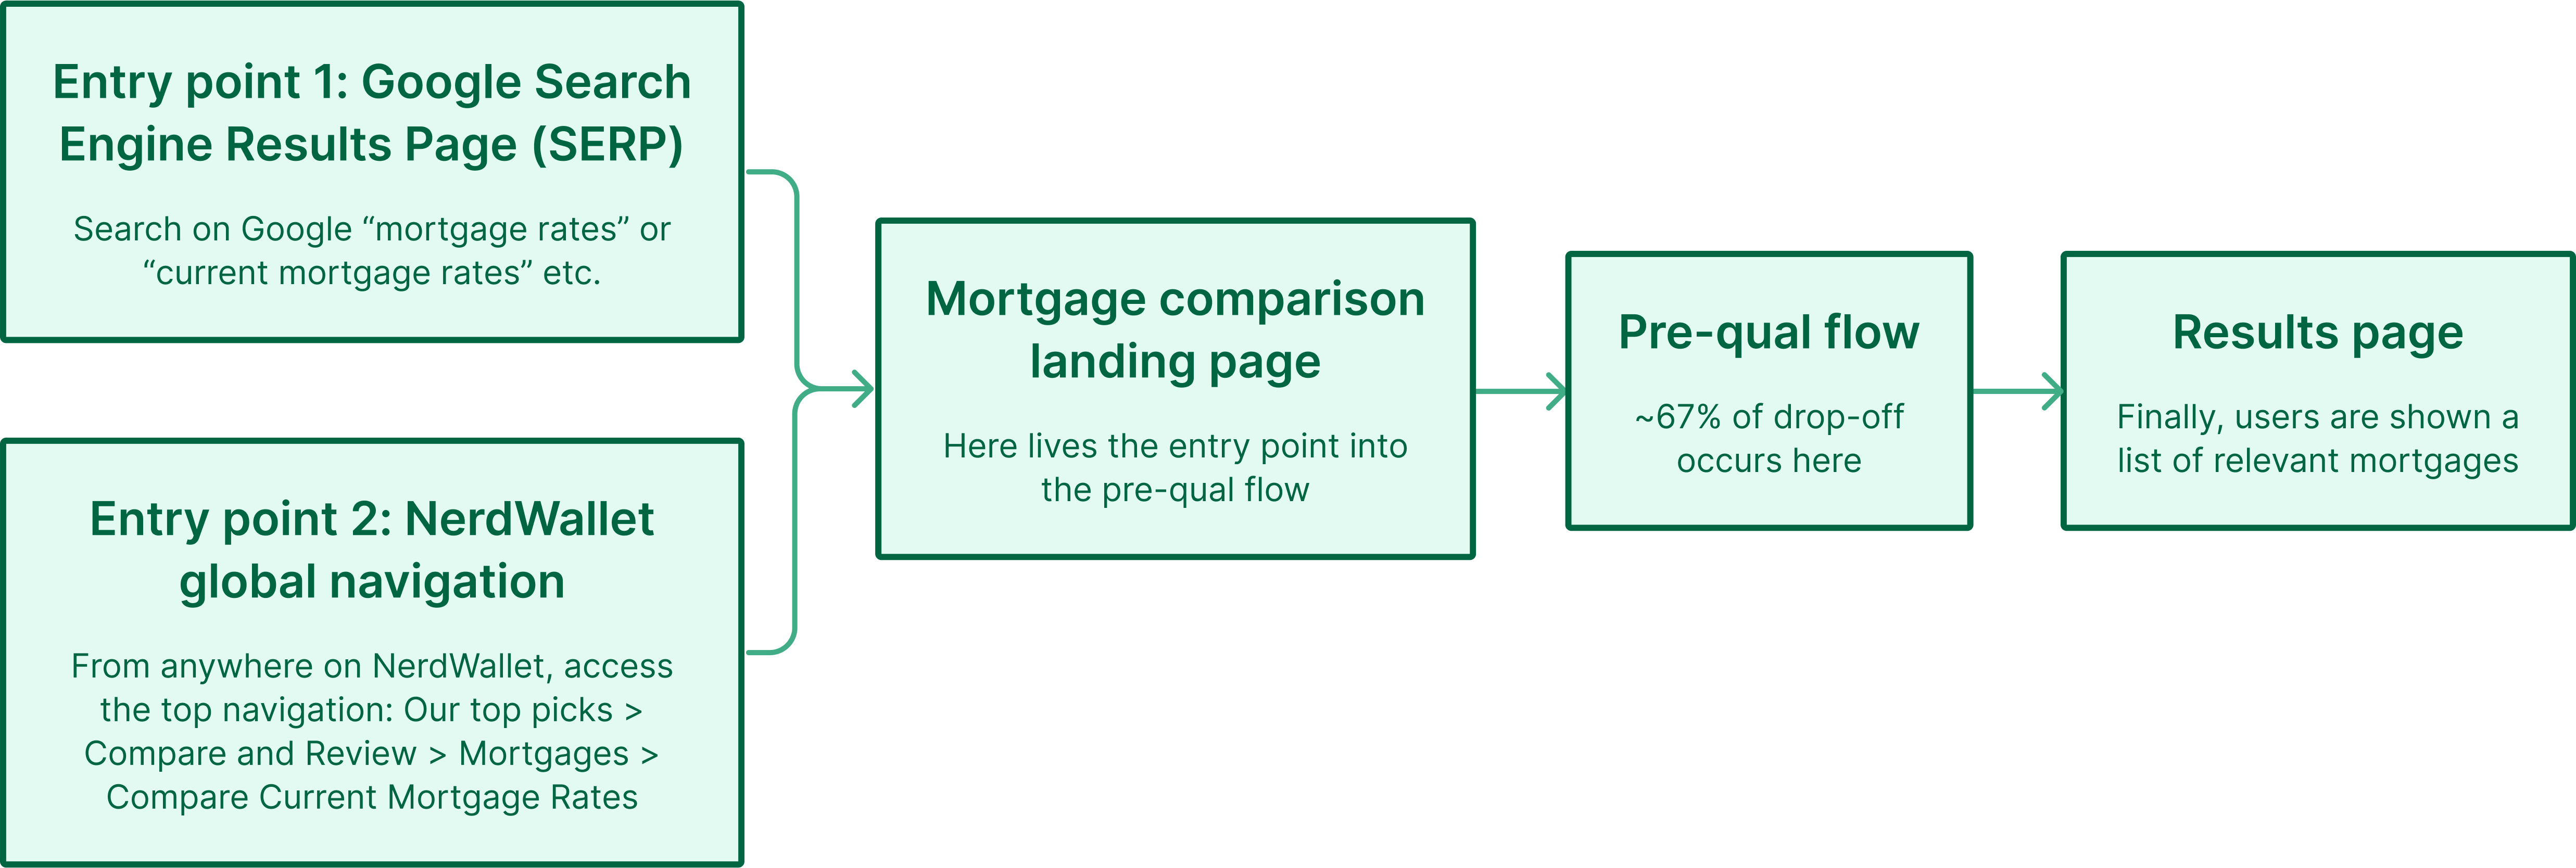 Entry point 1: Google Search
Engine Results Page (SERP)
Search on Google “mortgage rates” or
“current mortgage rates” etc.
Entry point 2: NerdWallet
global navigation
From anywhere on NerdWallet, access
the top navigation: Our top picks >
Compare and Review > Mortgages >
Compare Current Mortgage Rates
Mortgage comparison
landing page
Here lives the entry point into
the pre-qual flow
Pre-qual flow
~67% of drop-off
occurs here
Results page
Finally, users are shown a
list of relevant mortgages